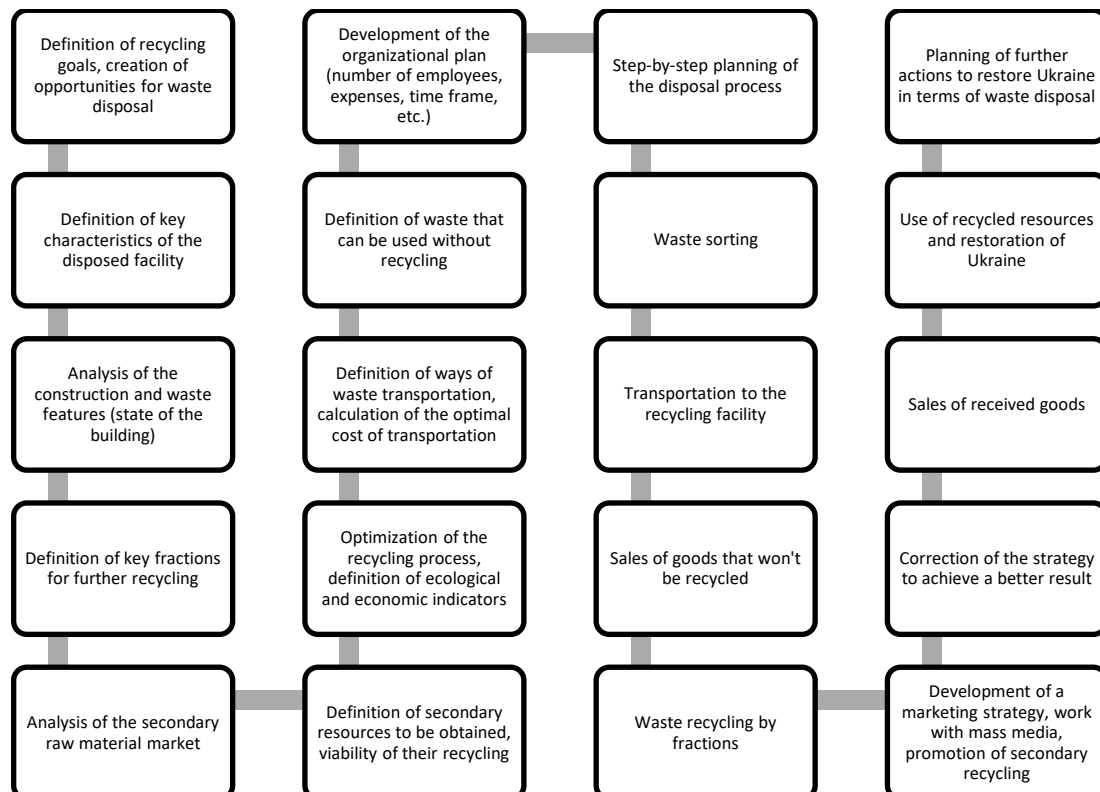 Definition of recycling
goals, creation of
opportunities for waste
disposal
Definition of key
characteristics of the
disposed facility
Analysis of the
construction and waste
features (state of the
building)
Definition of key fractions
for further recycling
Analysis of the secondary
raw material market
Definition of secondary
resources to be obtained,
viability of their recycling
Optimization of the
recycling process,
definition of ecological
and economic indicators
Definition of ways of
waste transportation,
calculation of the optimal
cost of transportation
Definition of waste that
can be used without
recycling
Development of the
organizational plan
(number of employees,
expenses, time frame,
etc.)
Step-by-step planning of
the disposal process
Waste sorting
Transportation to the
recycling facility
Sales of goods that won't
be recycled
Waste recycling by
fractions
Development of a
marketing strategy, work
with mass media,
promotion of secondary
recycling
Correction of the strategy
to achieve a better result
Sales of received goods
Use of recycled resources
and restoration of
Ukraine
Planning of further
actions to restore Ukraine
in terms of waste disposal